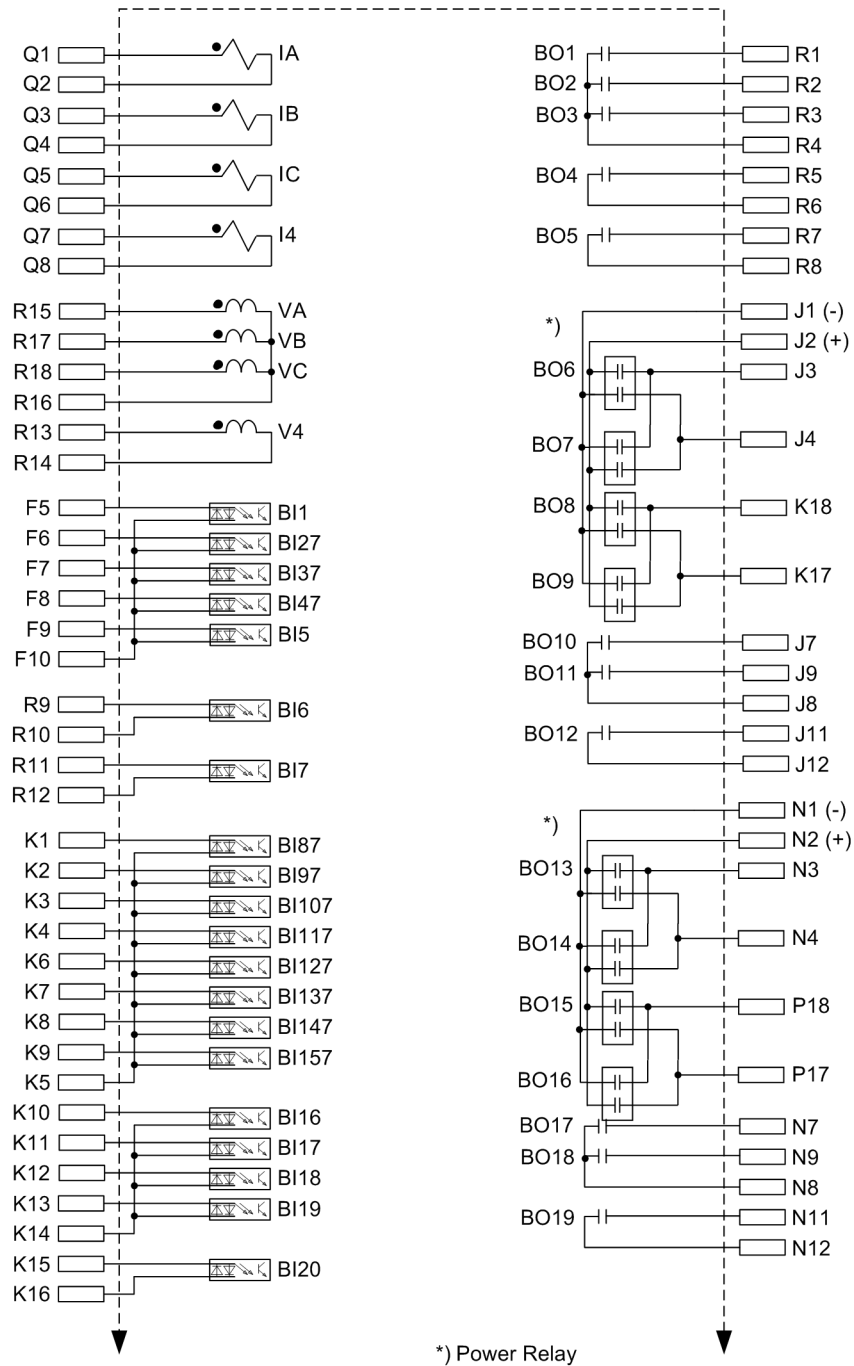 Q1 IA
Q2
Q3 IB
Q4
Q5 IC
Q6
Q7 I4
Q8
R15 VA
R17 VB
R18 VC
R16
R13 V4
R14
F5 BI1
F6 BI27
F7 BI37
F8 BI47
F9 BI5
F10
R9 BI6
R10
R11 BI7
R12
K1 BI87
K2 BI97
K3 BI107
K4 BI117
K6 BI127
K7 BI137
K8 BI147
K9 BI157
K5
K10 BI16
K11 BI17
K12 BI18
K13 BI19
K14
K15 BI20
K16
BO1 R1
BO2 R2
BO3 R3
R4
BO4 R5
R6
BO5 R7
R8
J1 (-)
*)
J2 (+)
BO6 J3
BO7 J4
BO8 K18
BO9 K17
BO10 J7
BO11 J9
J8
BO12 J11
J12
N1 (-)
*)
N2 (+)
BO13 N3
BO14 N4
BO15 P18
BO16 P17
BO17 N7
BO18 N9
N8
BO19 N11
N12
*) Power Relay